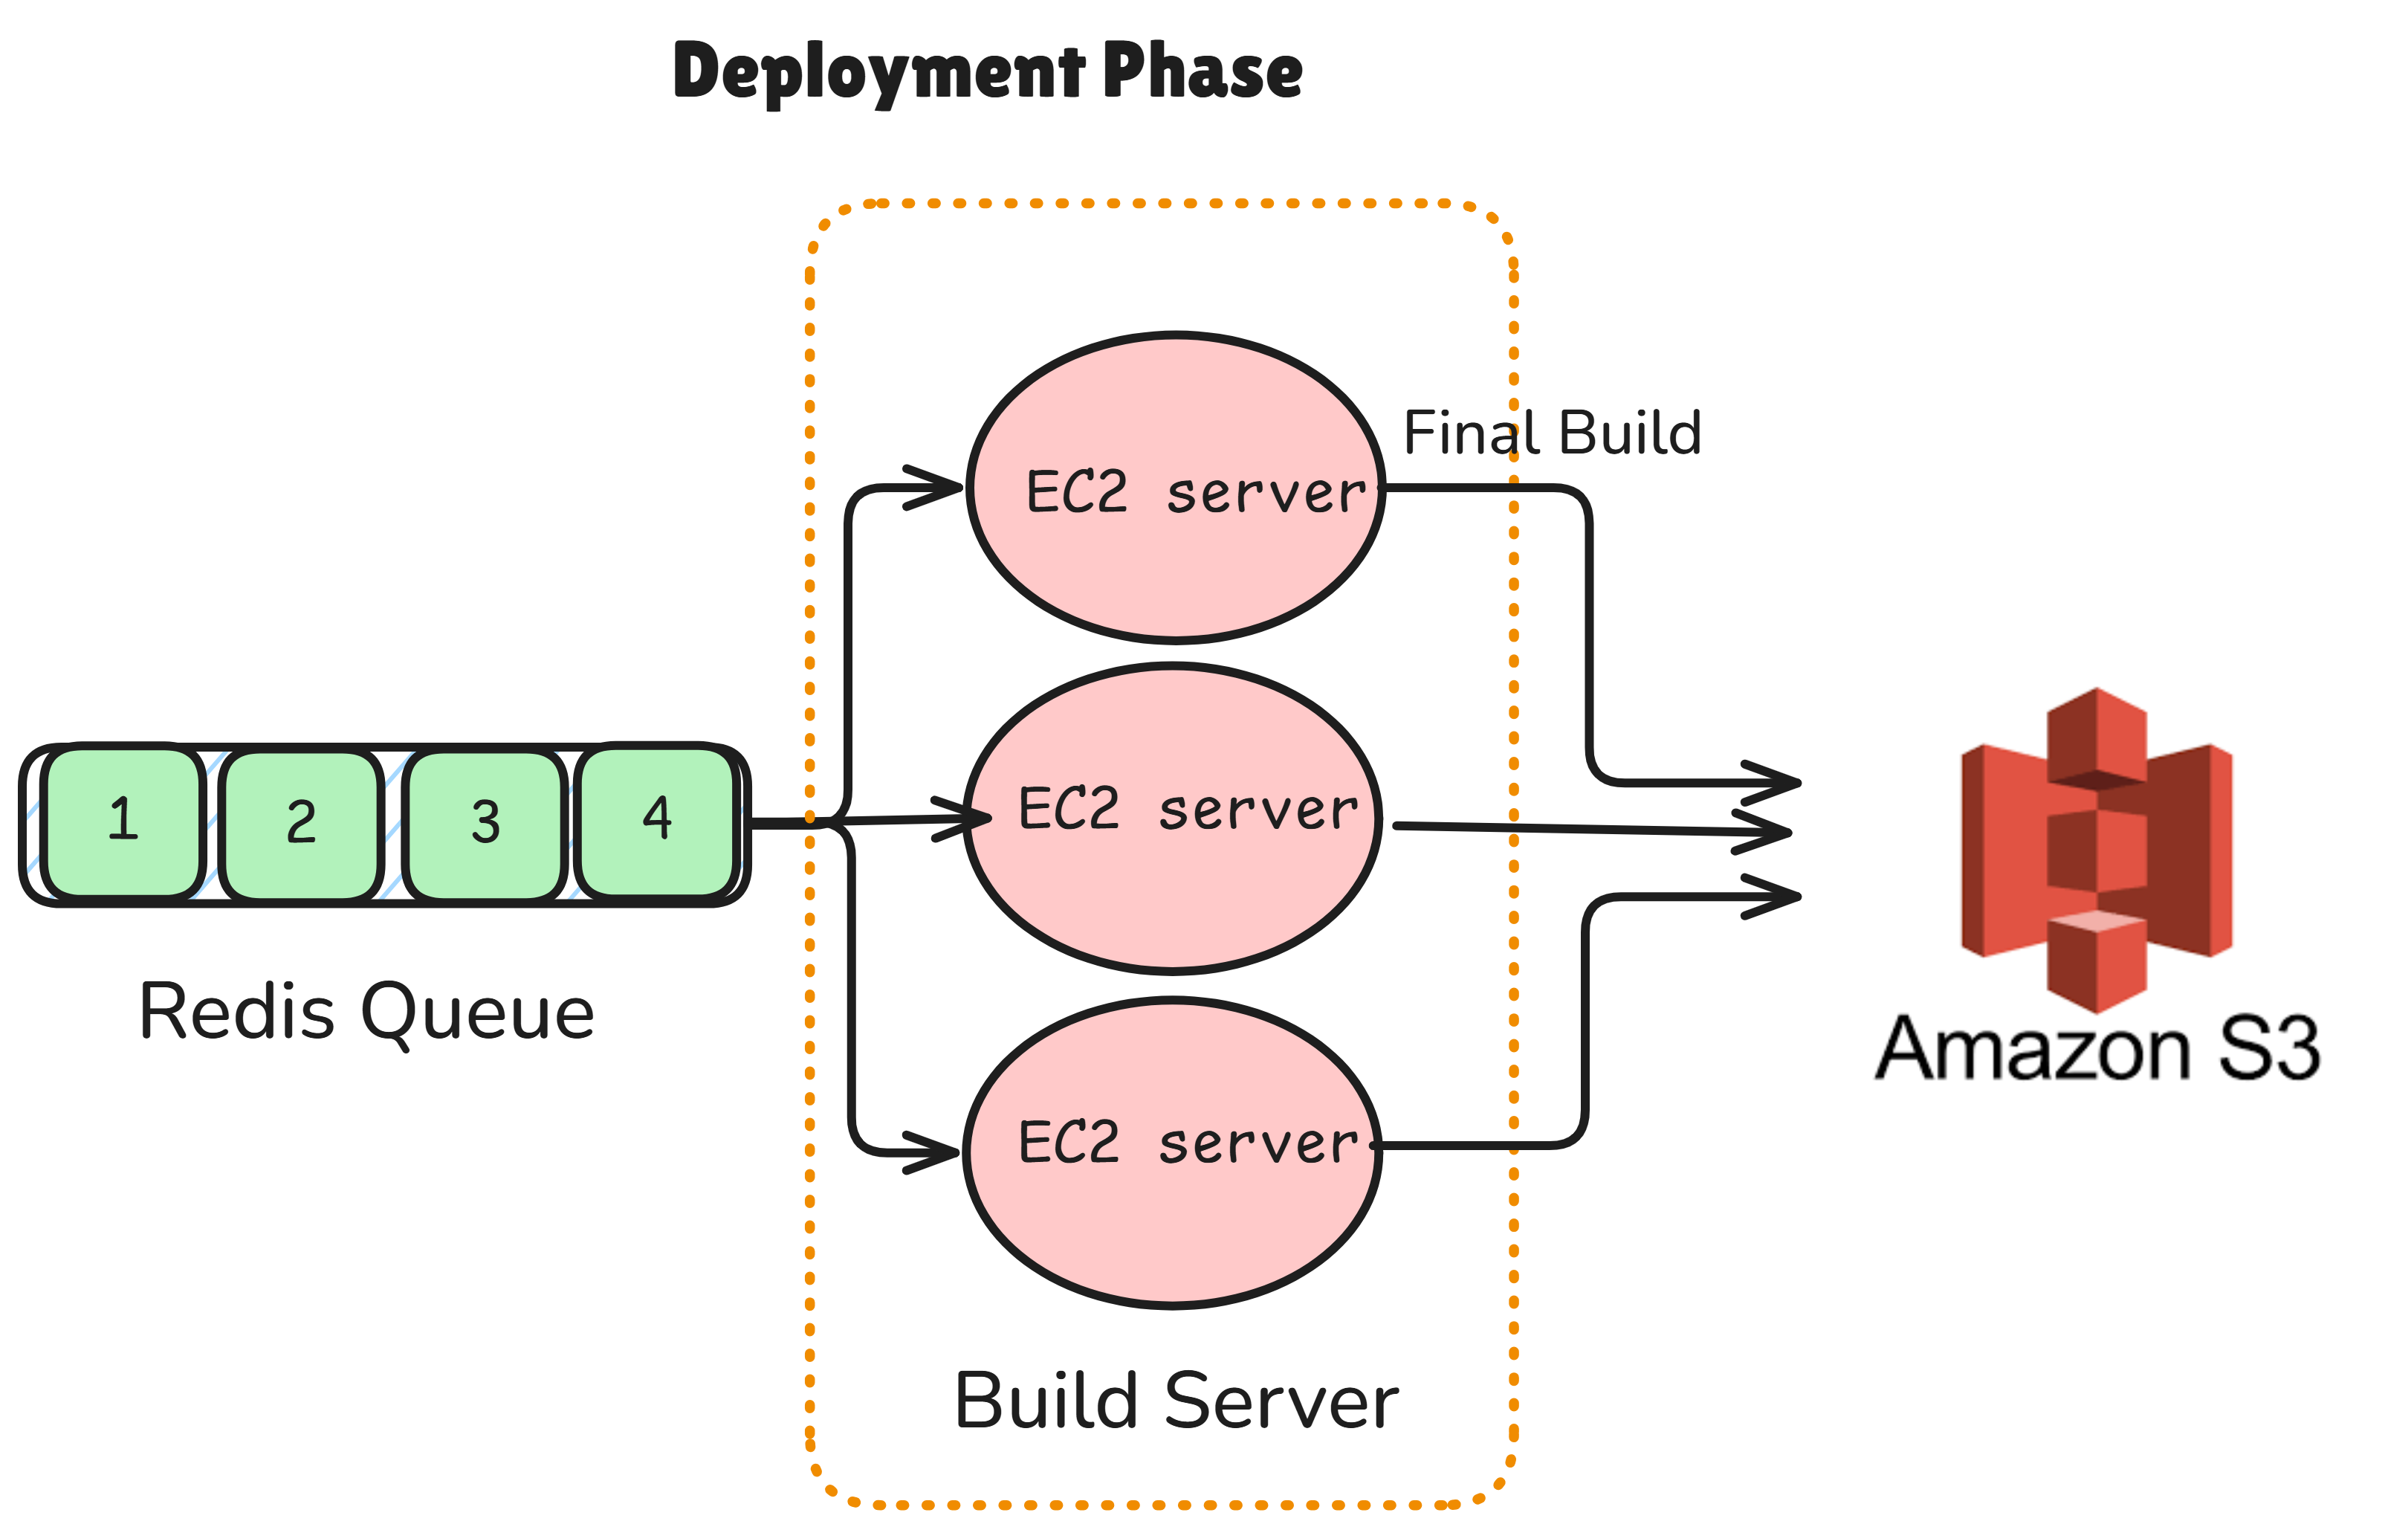 Deployment Phase
Final Build
EC2 server
1
2
3
4
EC2 server
Redis Queue
Amazon S3
EC2 server
Build Server